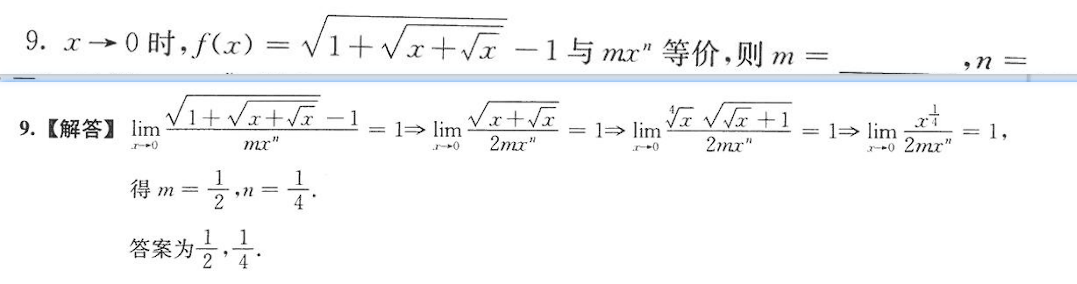 9. x → 0 时, f(x) = √(1+√(x+√x)) − 1 与 mxⁿ 等价, 则 m = ________ , n =
9.【解答】 lim_{x→0} (√(1+√(x+√x)) − 1)/(mxⁿ) = 1 ⇒ lim_{x→0} √(x+√x)/(2mxⁿ) = 1 ⇒ lim_{x→0} (∜x √(√x+1))/(2mxⁿ) = 1 ⇒ lim_{x→0} x^{1/4}/(2mxⁿ) = 1,
得 m = 1/2, n = 1/4.
答案为 1/2, 1/4.